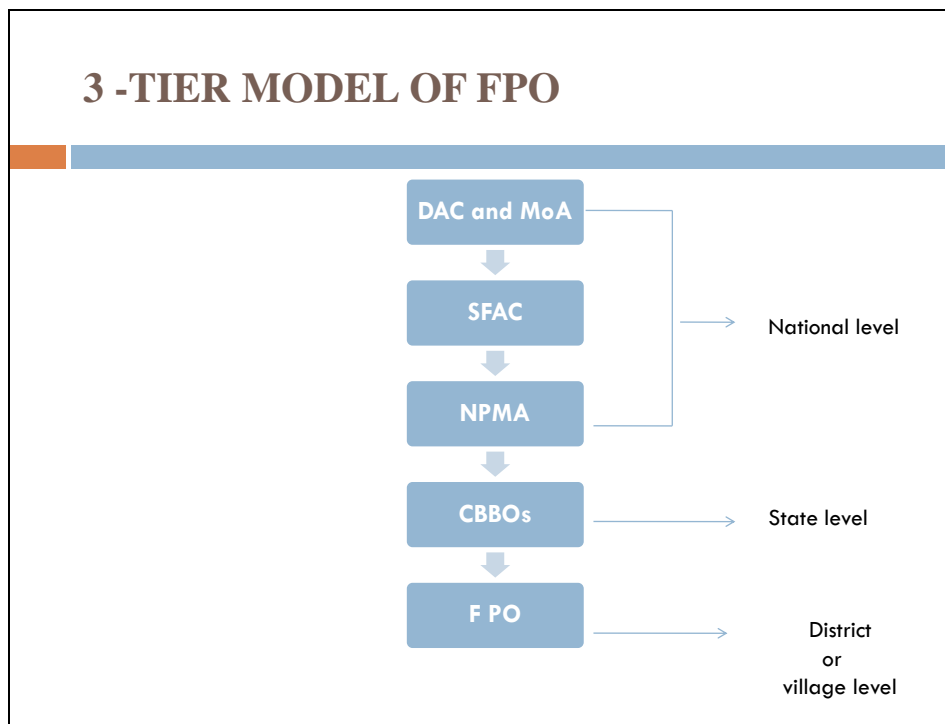 3 -TIER MODEL OF FPO
DAC and MoA
SFAC
National level
NPMA
CBBOs
State level
F PO
District
or
village level